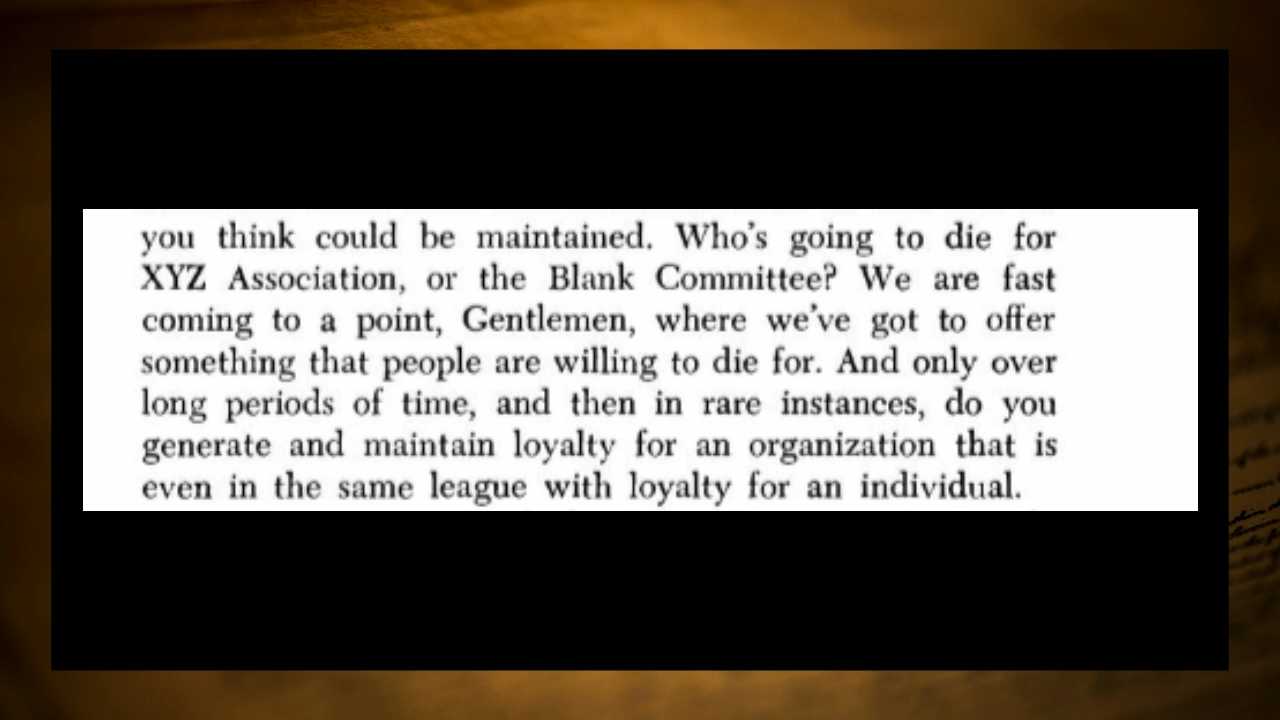 you think could be maintained. Who's going to die for
XYZ Association, or the Blank Committee? We are fast
coming to a point, Gentlemen, where we've got to offer
something that people are willing to die for. And only over
long periods of time, and then in rare instances, do you
generate and maintain loyalty for an organization that is
even in the same league with loyalty for an individual.